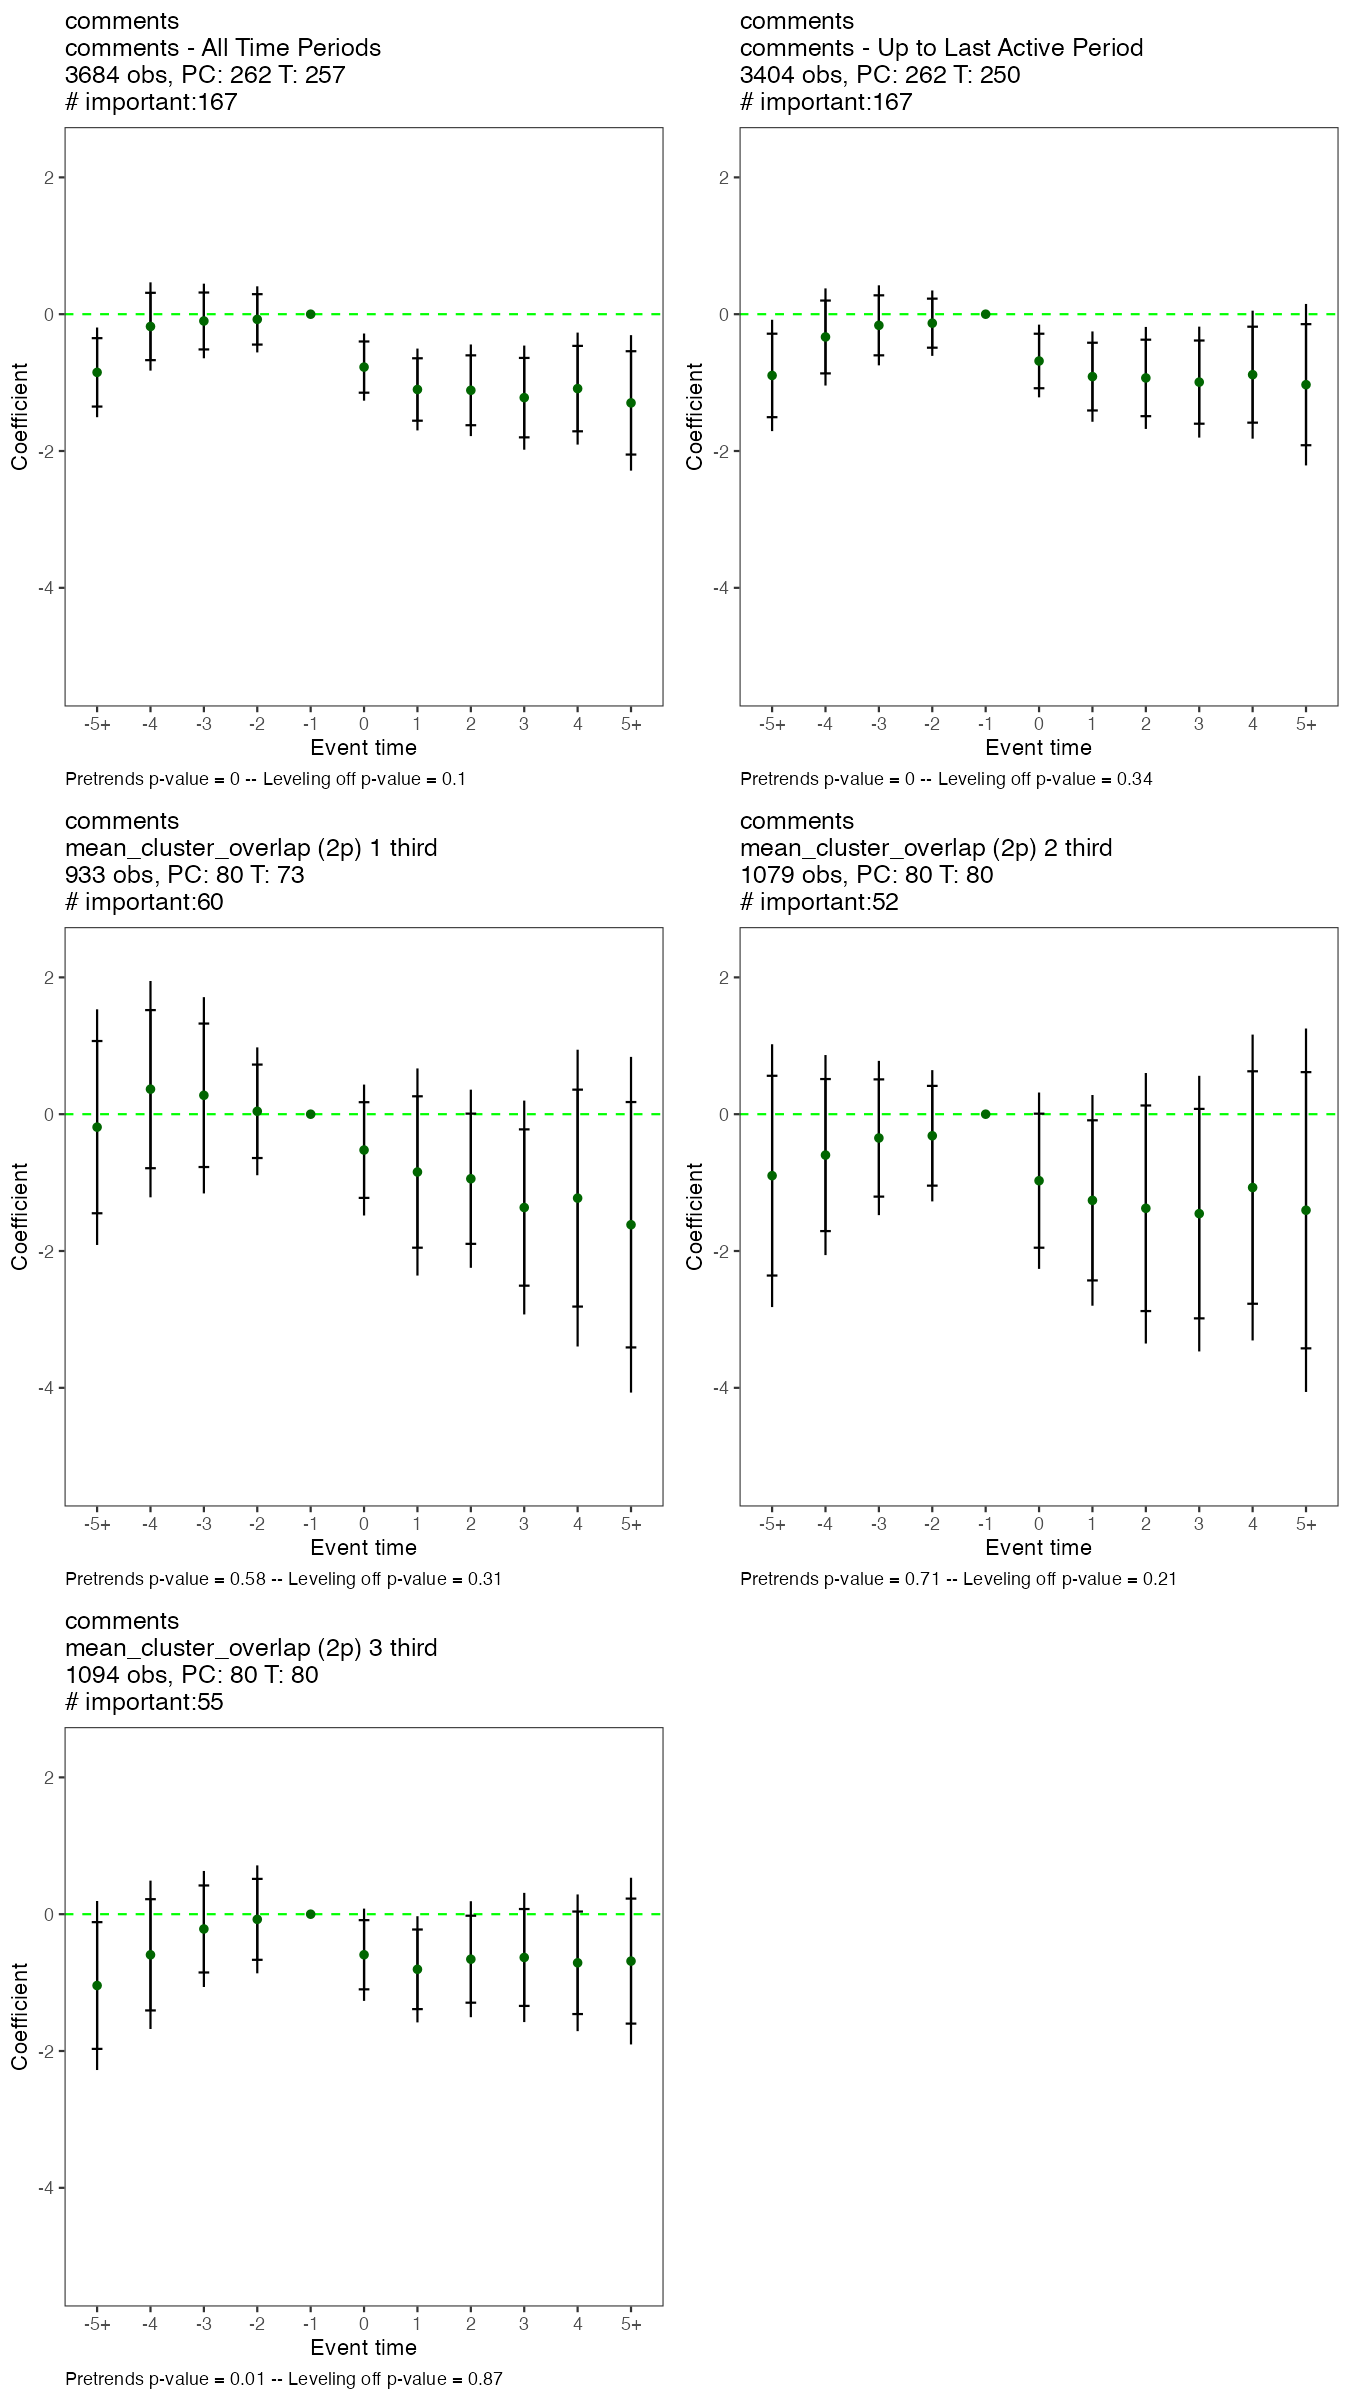 comments
comments - All Time Periods
3684 obs, PC: 262 T: 257
# important:167
2
0
-2
-4
Coefficient
-5+ -4 -3 -2 -1 0 1 2 3 4 5+
Event time
Pretrends p-value = 0 -- Leveling off p-value = 0.1
comments
comments - Up to Last Active Period
3404 obs, PC: 262 T: 250
# important:167
2
0
-2
-4
Coefficient
-5+ -4 -3 -2 -1 0 1 2 3 4 5+
Event time
Pretrends p-value = 0 -- Leveling off p-value = 0.34
comments
mean_cluster_overlap (2p) 1 third
933 obs, PC: 80 T: 73
# important:60
2
0
-2
-4
Coefficient
-5+ -4 -3 -2 -1 0 1 2 3 4 5+
Event time
Pretrends p-value = 0.58 -- Leveling off p-value = 0.31
comments
mean_cluster_overlap (2p) 2 third
1079 obs, PC: 80 T: 80
# important:52
2
0
-2
-4
Coefficient
-5+ -4 -3 -2 -1 0 1 2 3 4 5+
Event time
Pretrends p-value = 0.71 -- Leveling off p-value = 0.21
comments
mean_cluster_overlap (2p) 3 third
1094 obs, PC: 80 T: 80
# important:55
2
0
-2
-4
Coefficient
-5+ -4 -3 -2 -1 0 1 2 3 4 5+
Event time
Pretrends p-value = 0.01 -- Leveling off p-value = 0.87